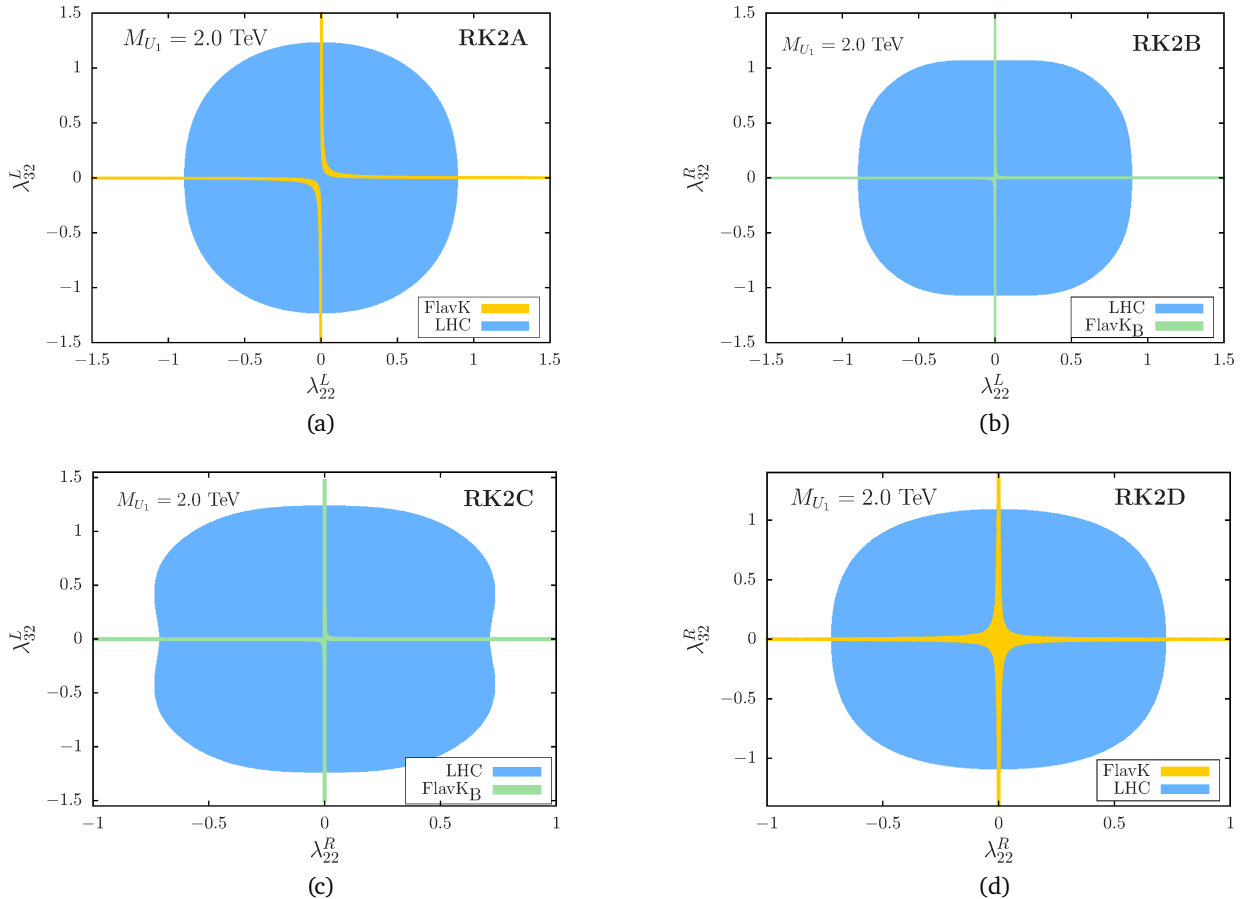 M_{U_1} = 2.0 TeV RK2A
1.5
1
0.5
0
−0.5
−1
−1.5
λ^L_{32}
FlavK
LHC
−1.5 −1 −0.5 0 0.5 1 1.5
λ^L_{22}
(a)
M_{U_1} = 2.0 TeV RK2B
1.5
1
0.5
0
−0.5
−1
−1.5
λ^R_{32}
LHC
FlavK_B
−1.5 −1 −0.5 0 0.5 1 1.5
λ^L_{22}
(b)
M_{U_1} = 2.0 TeV RK2C
1.5
1
0.5
0
−0.5
−1
−1.5
λ^L_{32}
LHC
FlavK_B
−1 −0.5 0 0.5 1
λ^R_{22}
(c)
M_{U_1} = 2.0 TeV RK2D
1
0.5
0
−0.5
−1
λ^R_{32}
FlavK
LHC
−1 −0.5 0 0.5 1
λ^R_{22}
(d)